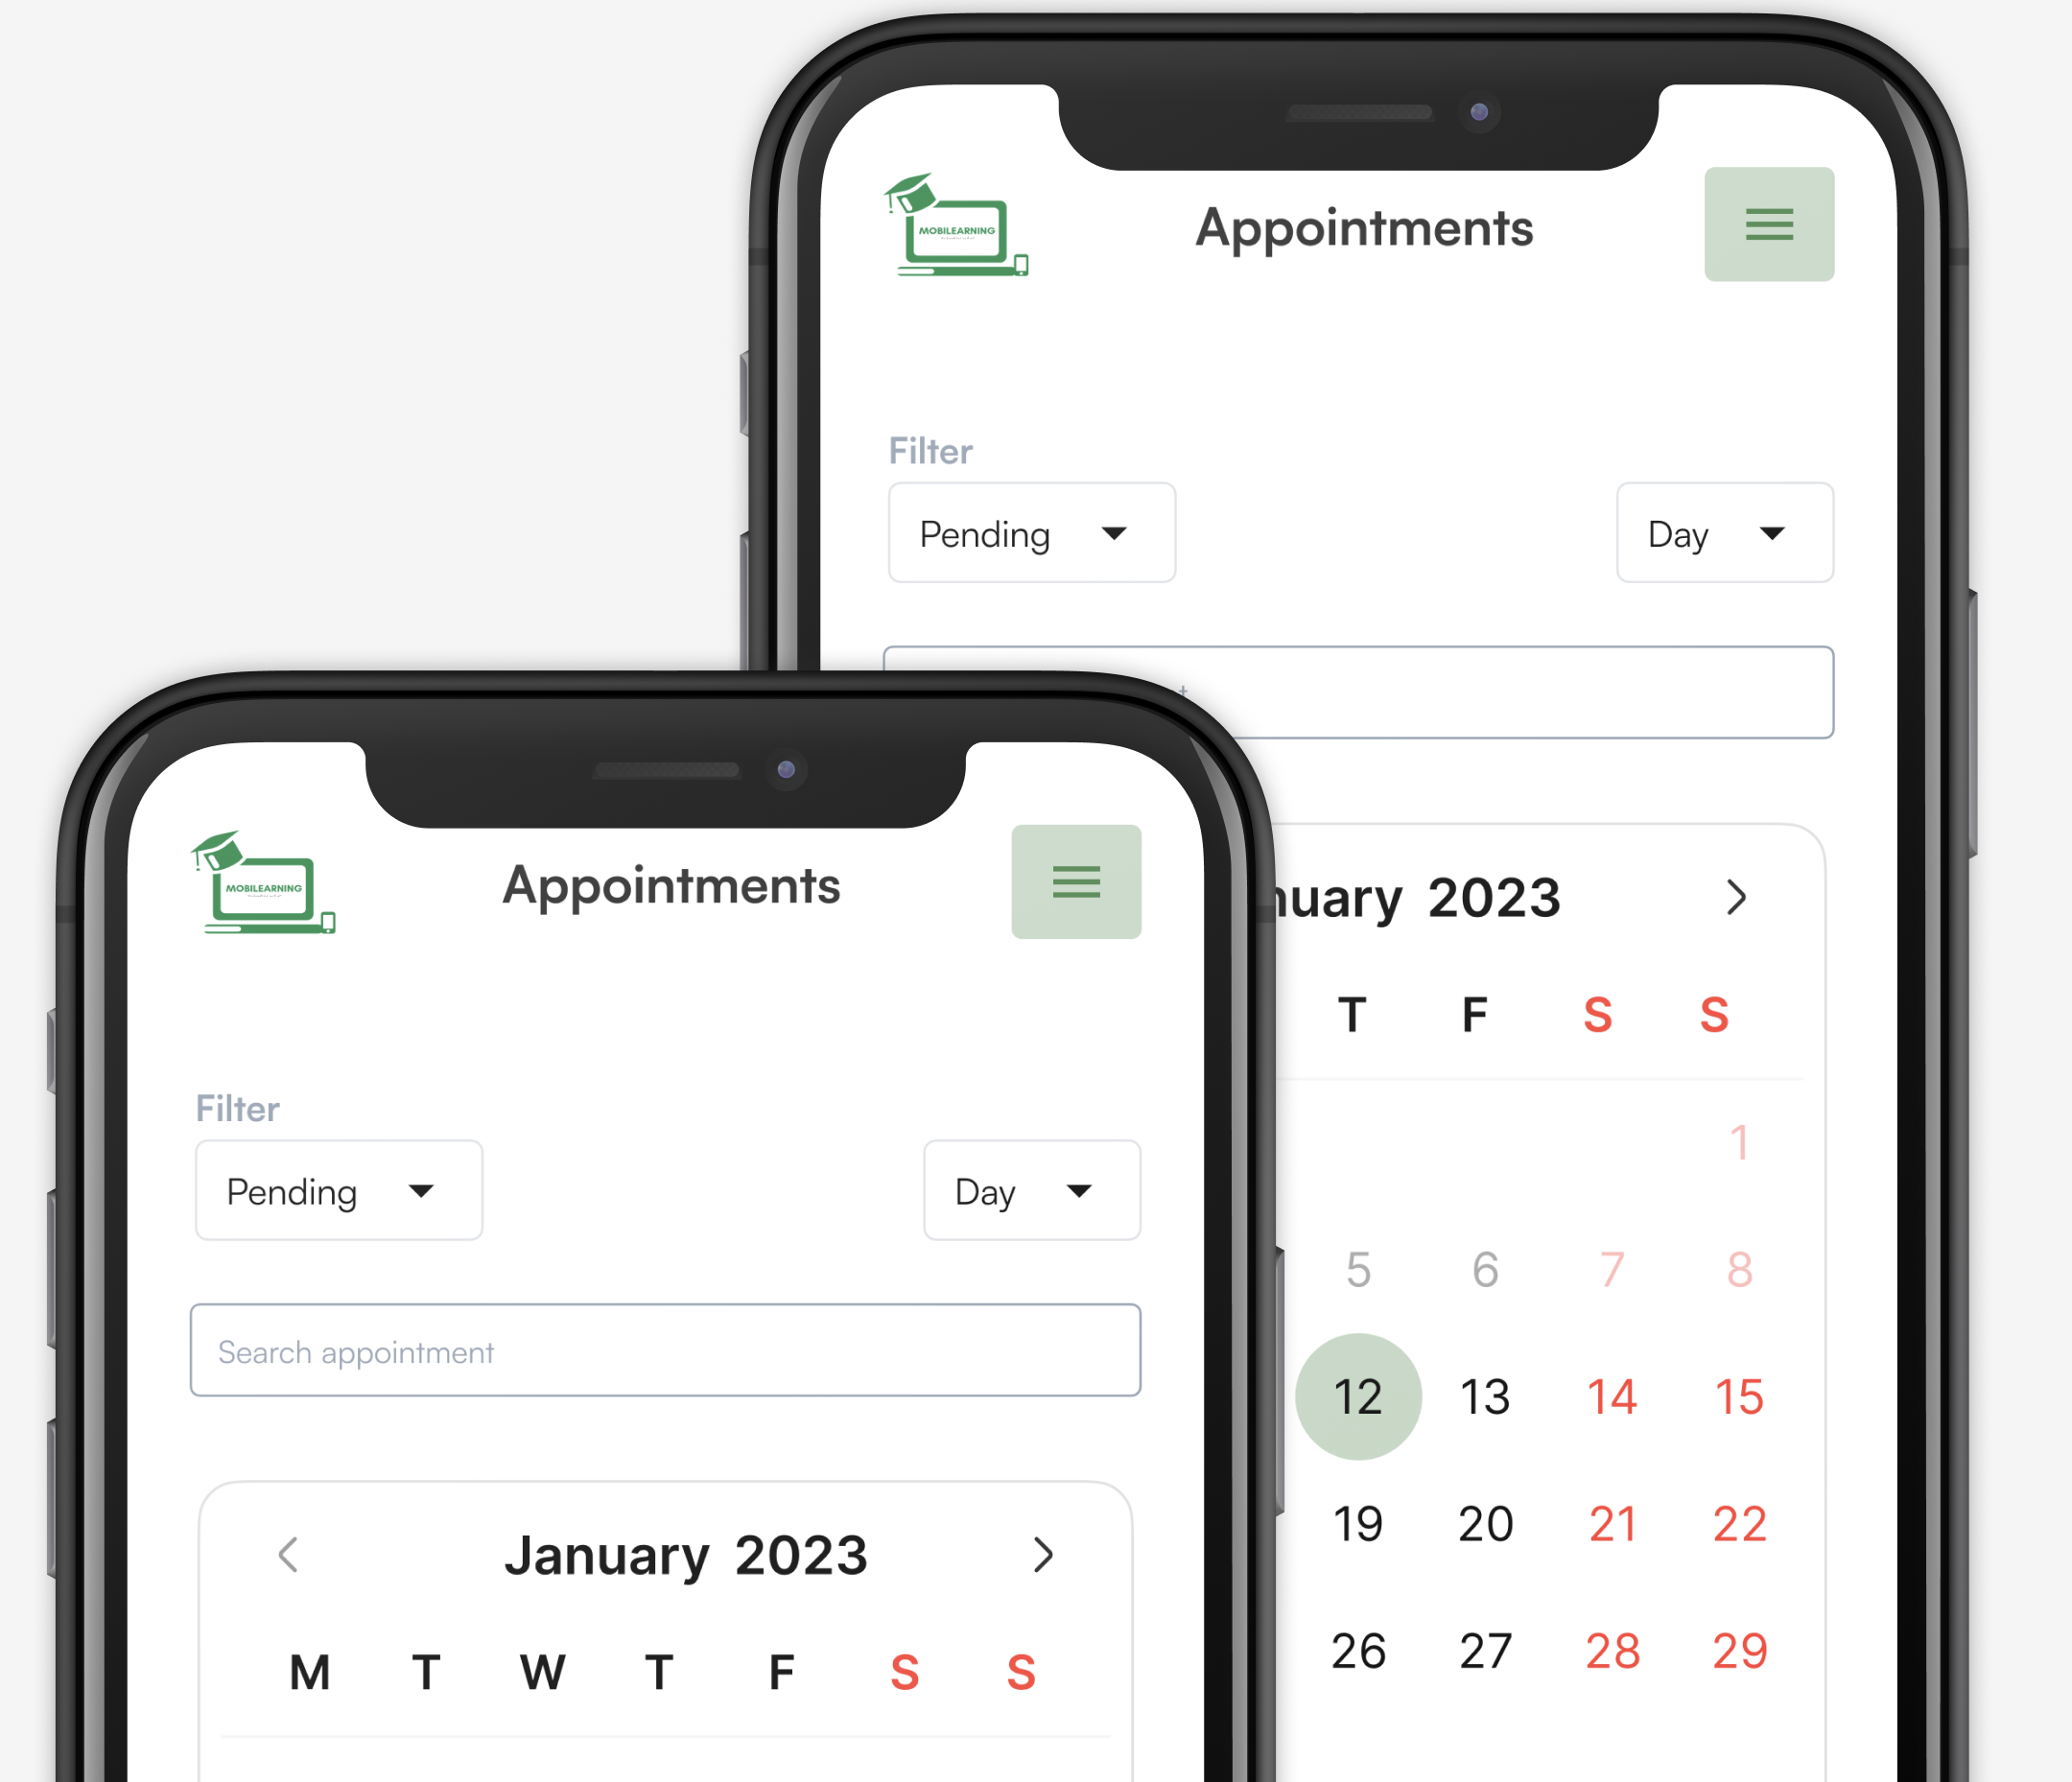 MOBILEARNING
Appointments
Filter
Pending
Day
t
nuary 2023
T F S S
1
5 6 7 8
12 13 14 15
19 20 21 22
26 27 28 29
MOBILEARNING
Appointments
Filter
Pending
Day
Search appointment
January 2023
M T W T F S S